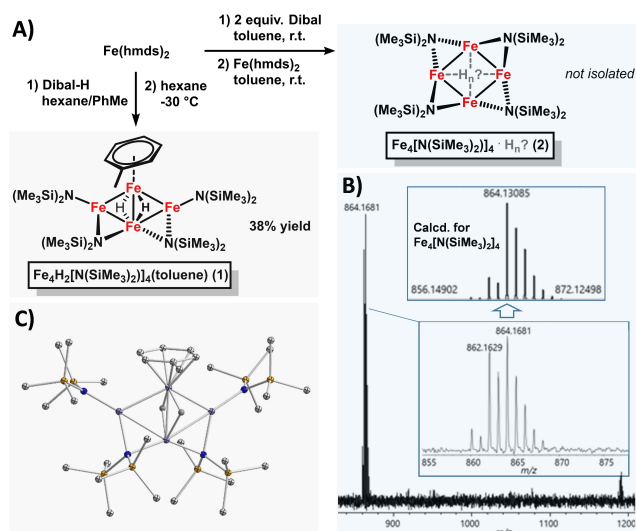 A)
Fe(hmds)2
1) 2 equiv. Dibal
toluene, r.t.
2) Fe(hmds)2
toluene, r.t.
1) Dibal-H
hexane/PhMe
2) hexane
-30 °C
(Me3Si)2N
N(SiMe3)2
Fe
Fe
Hn?
Fe
Fe
(Me3Si)2N
N(SiMe3)2
not isolated
Fe4[N(SiMe3)2)]4 · Hn? (2)
Fe
(Me3Si)2N
Fe
H
H
Fe
N(SiMe3)2
Fe
(Me3Si)2N
N(SiMe3)2
38% yield
Fe4H2[N(SiMe3)2)]4(toluene) (1)
B)
864.1681
864.13085
Calcd. for
Fe4[N(SiMe3)2]4
856.14902
872.12498
864.1681
862.1629
855
860
865
870
875
m/z
900
1000
1100
1200
m/z
C)